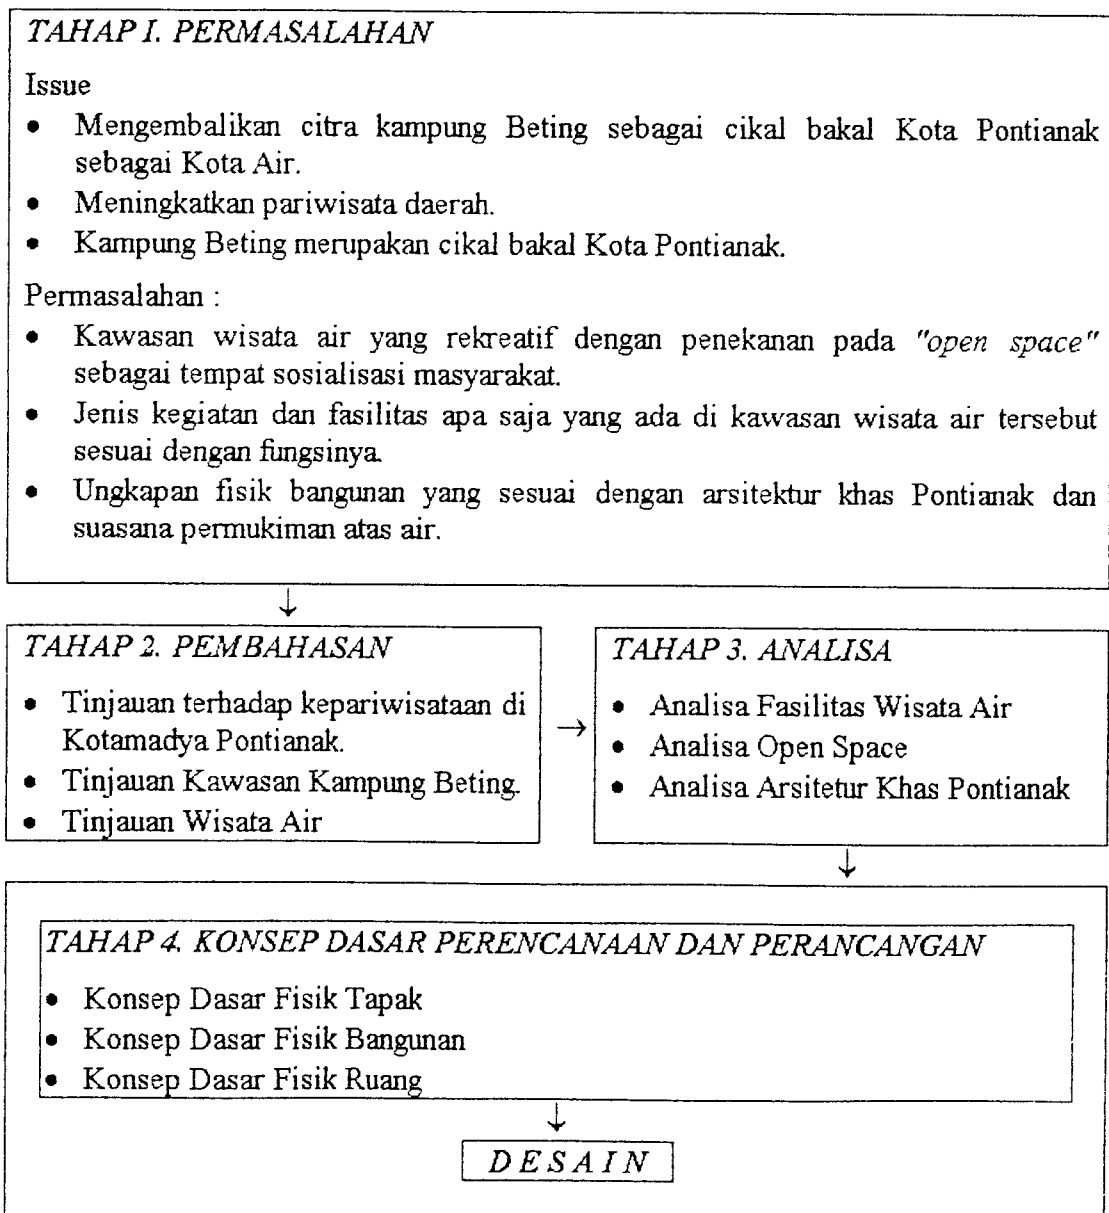 TAHAP I. PERMASALAHAN
Issue
• Mengembalikan citra kampung Beting sebagai cikal bakal Kota Pontianak
sebagai Kota Air.
• Meningkatkan pariwisata daerah.
• Kampung Beting merupakan cikal bakal Kota Pontianak.
Permasalahan :
• Kawasan wisata air yang rekreatif dengan penekanan pada "open space"
sebagai tempat sosialisasi masyarakat.
• Jenis kegiatan dan fasilitas apa saja yang ada di kawasan wisata air tersebut
sesuai dengan fungsinya.
• Ungkapan fisik bangunan yang sesuai dengan arsitektur khas Pontianak dan
suasana permukiman atas air.
↓
TAHAP 2. PEMBAHASAN
• Tinjauan terhadap kepariwisataan di
Kotamadya Pontianak.
• Tinjauan Kawasan Kampung Beting.
• Tinjauan Wisata Air
→
TAHAP 3. ANALISA
• Analisa Fasilitas Wisata Air
• Analisa Open Space
• Analisa Arsitetur Khas Pontianak
↓
TAHAP 4. KONSEP DASAR PERENCANAAN DAN PERANCANGAN
• Konsep Dasar Fisik Tapak
• Konsep Dasar Fisik Bangunan
• Konsep Dasar Fisik Ruang
↓
D E S A I N